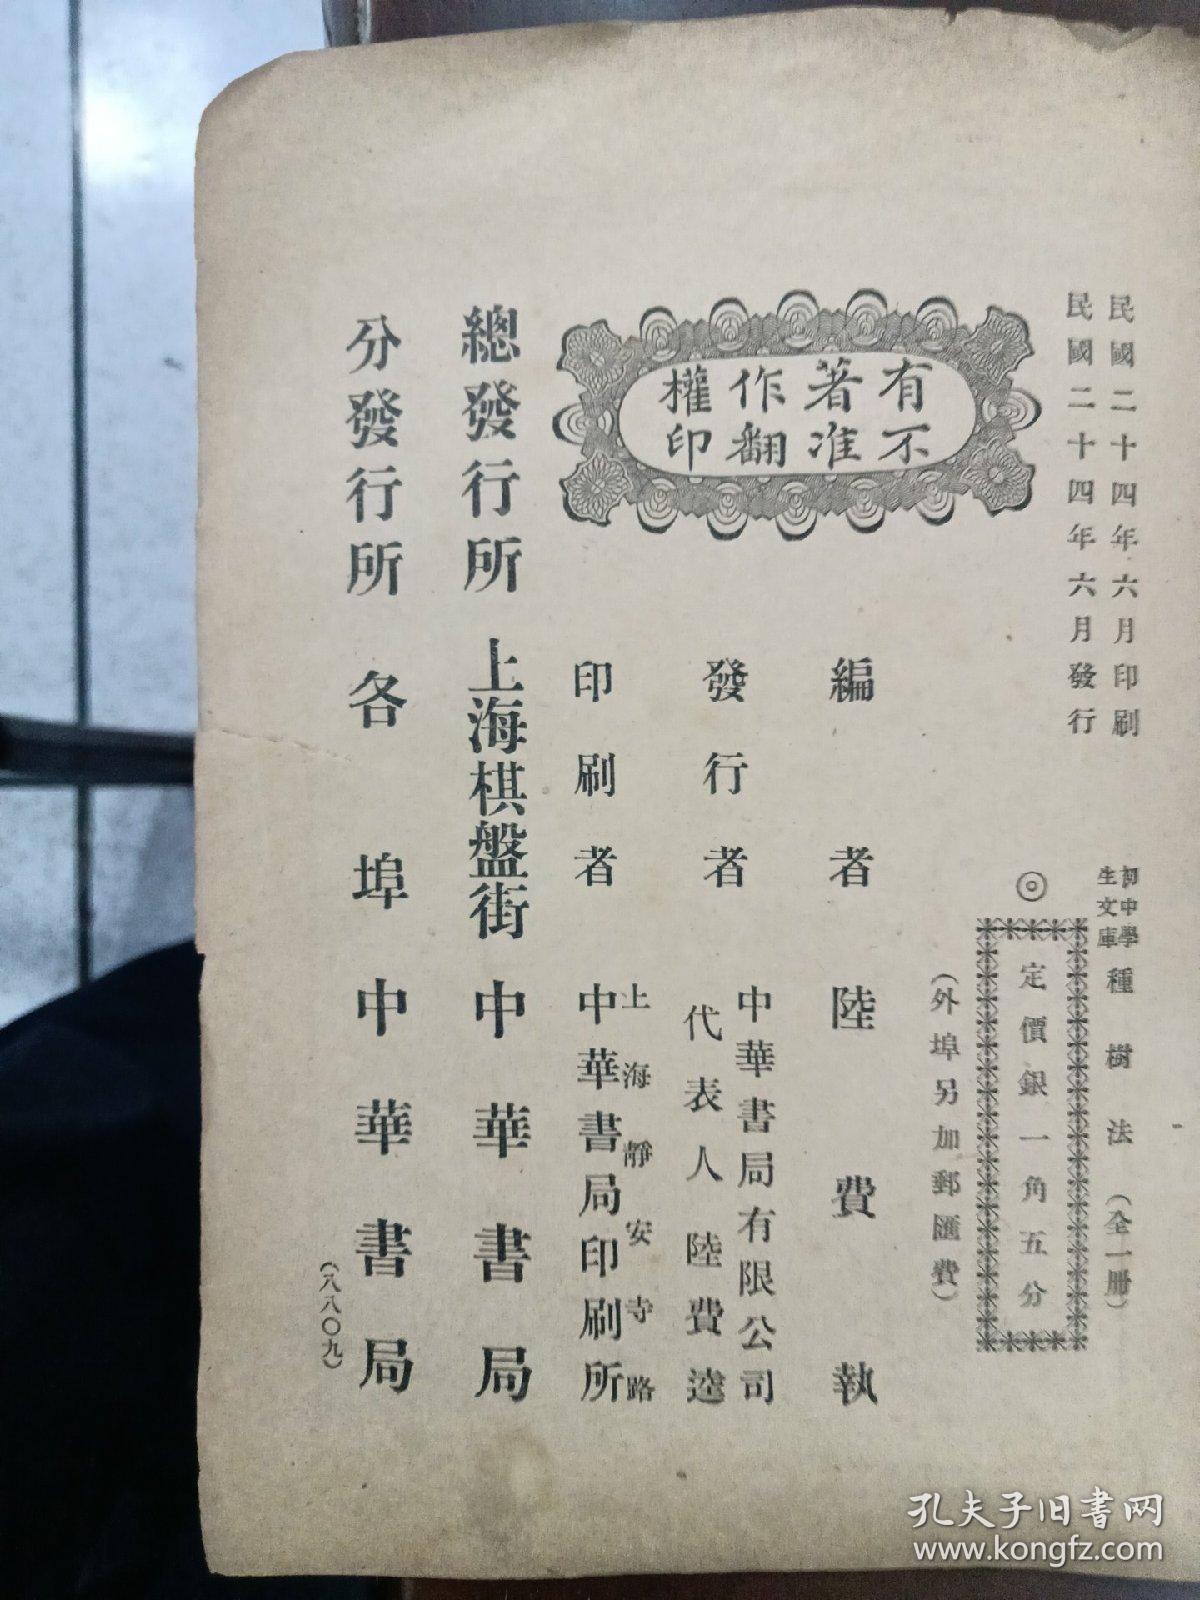 民國二十四年六月印刷
民國二十四年六月發行
初中學
生文庫
種樹法(全一册)
◎
定價銀一角五分
(外埠另加郵匯費)
有不
著准
作翻
權印
編者 陸費執
發行者 中華書局有限公司
代表人陸費逵
印刷者 上海靜安寺路
中華書局印刷所
總發行所 上海棋盤街 中華書局
分發行所 各埠 中華書局
(八八〇九)
孔夫子旧书网
www.kongfz.com